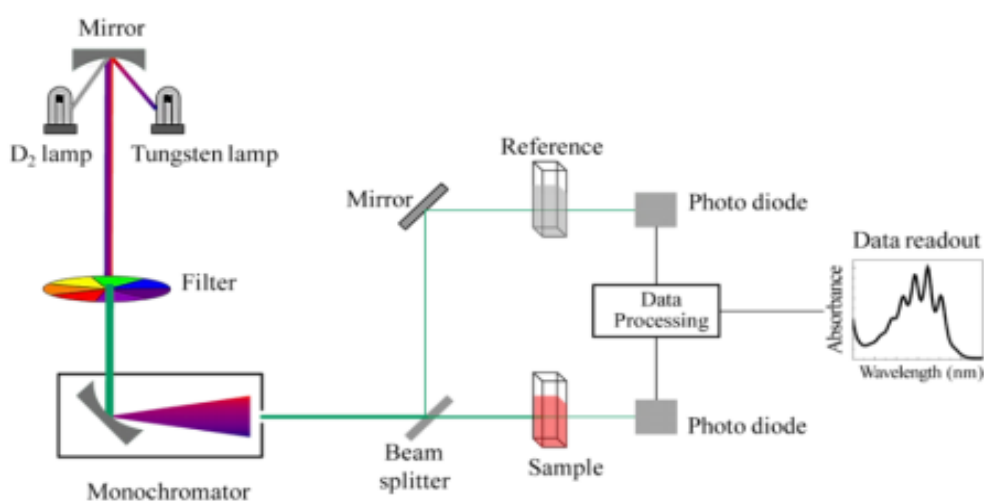 Mirror
D₂ lamp
Tungsten lamp
Filter
Monochromator
Mirror
Reference
Photo diode
Data
Processing
Data readout
Absorbance
Wavelength (nm)
Beam
splitter
Sample
Photo diode